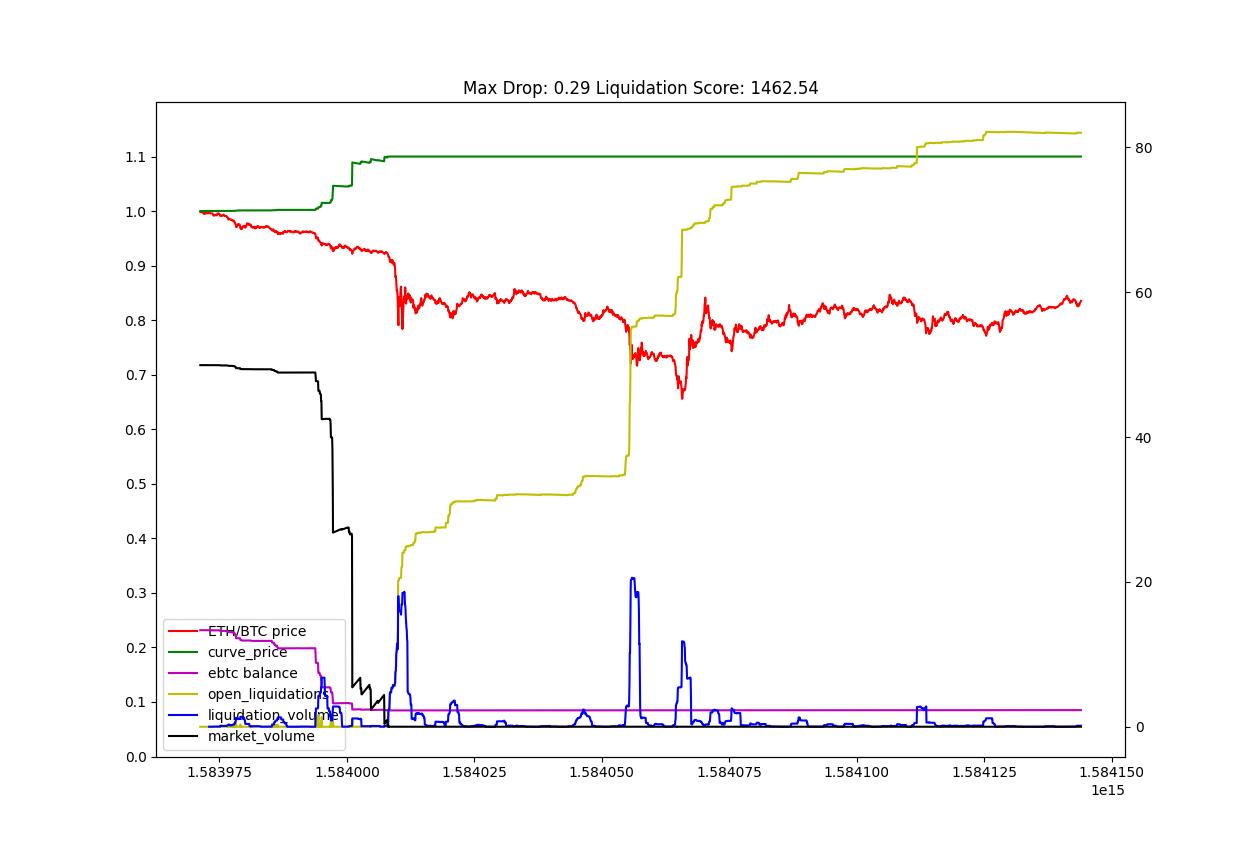 Max Drop: 0.29 Liquidation Score: 1462.54
1.1
1.0
0.9
0.8
0.7
0.6
0.5
0.4
0.3
0.2
0.1
0.0
80
60
40
20
0
ETH/BTC price
curve_price
ebtc balance
open_liquidations
liquidation_volume
market_volume
1.583975 1.584000 1.584025 1.584050 1.584075 1.584100 1.584125 1.584150
1e15